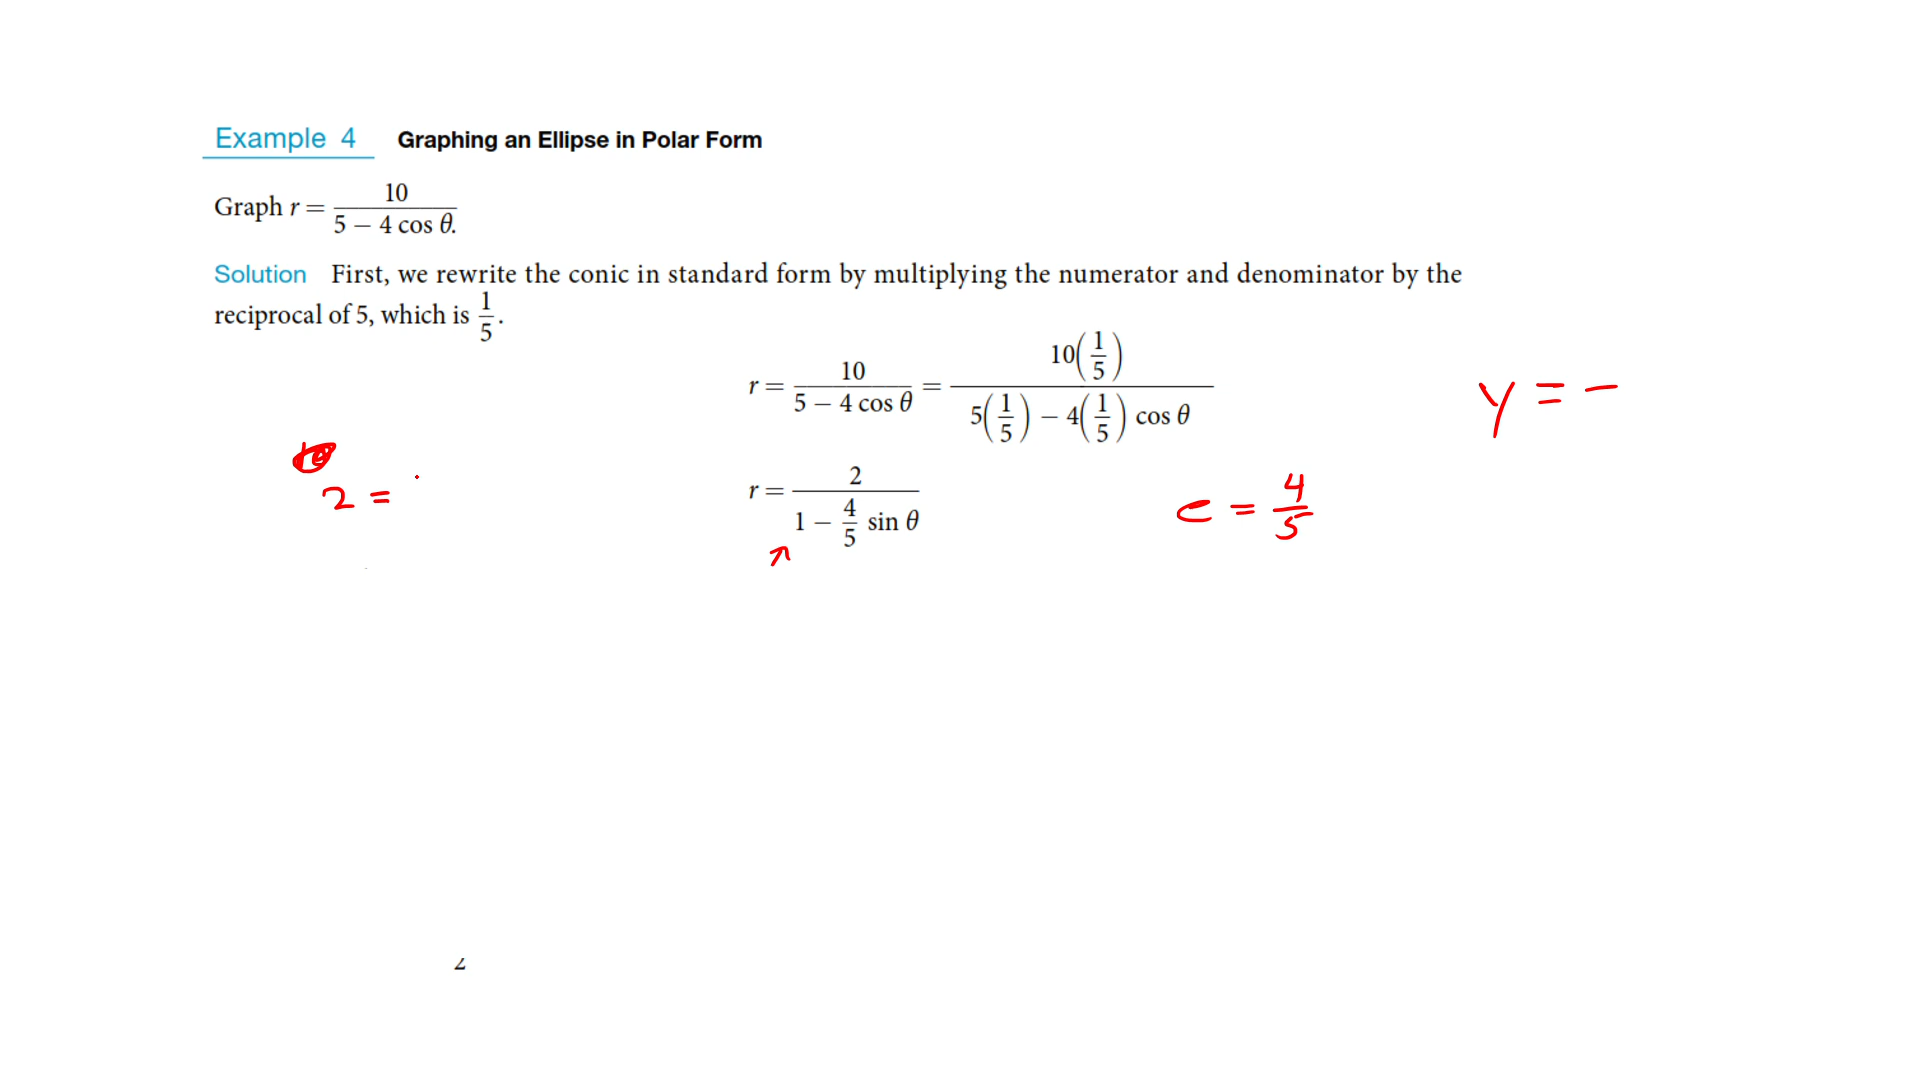 Example 4 Graphing an Ellipse in Polar Form
Graph r = 10 / (5 − 4 cos θ.)
Solution First, we rewrite the conic in standard form by multiplying the numerator and denominator by the
reciprocal of 5, which is 1/5.
r = 10 / (5 − 4 cos θ) = 10(1/5) / (5(1/5) − 4(1/5) cos θ)
y = −
r = 2 / (1 − 4/5 sin θ)
2 =
e = 4/5